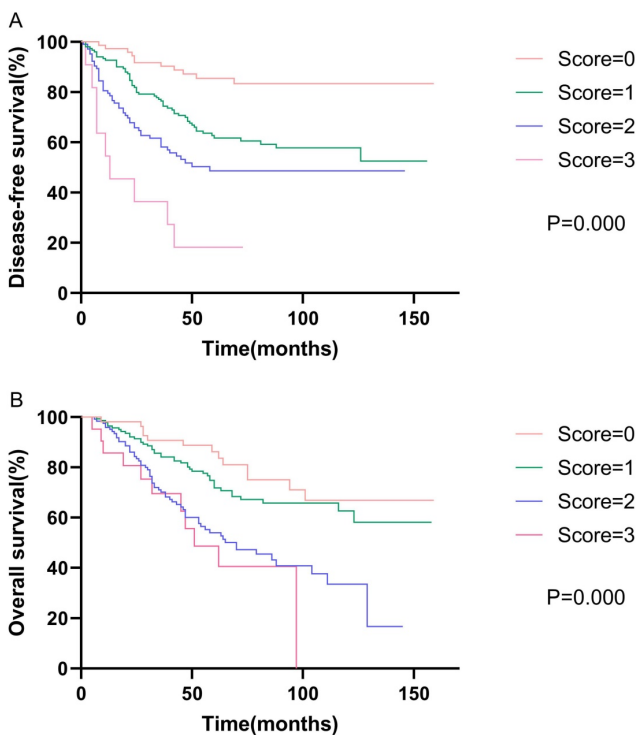 A
Disease-free survival(%)
100
80
60
40
20
0
0 50 100 150
Time(months)
Score=0
Score=1
Score=2
Score=3
P=0.000
B
Overall survival(%)
100
80
60
40
20
0
0 50 100 150
Time(months)
Score=0
Score=1
Score=2
Score=3
P=0.000